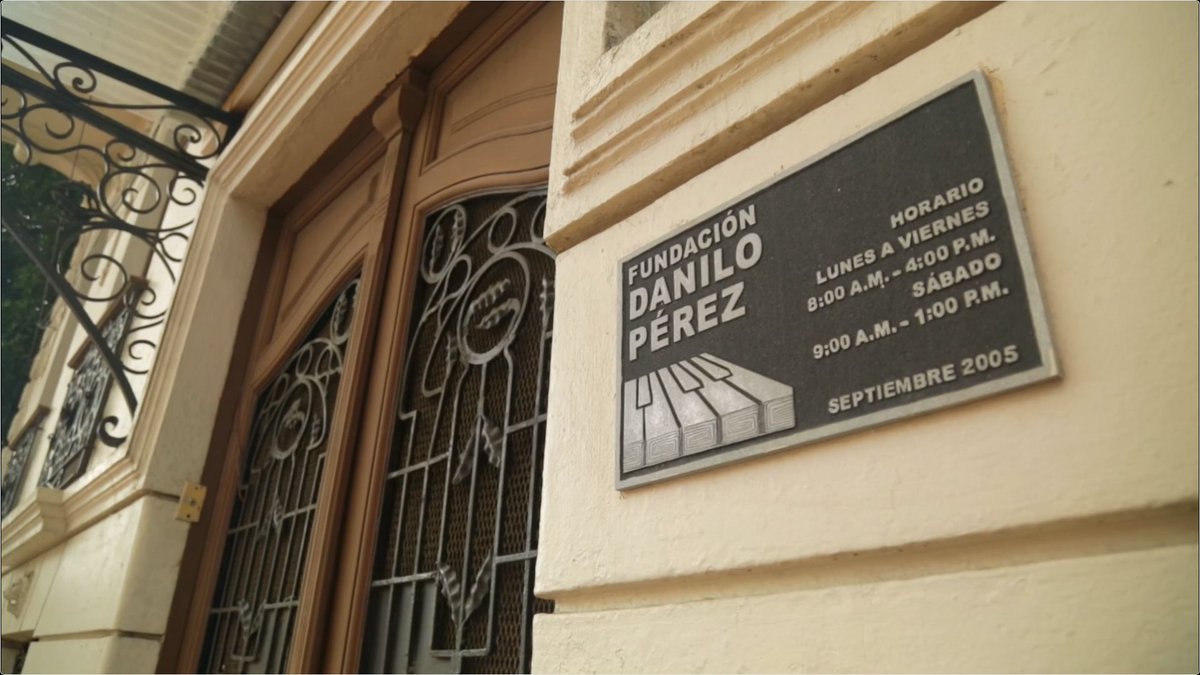 FUNDACIÓN
DANILO
PÉREZ
HORARIO
LUNES A VIERNES
8:00 A.M. - 4:00 P.M.
SÁBADO
9:00 A.M. - 1:00 P.M.
SEPTIEMBRE 2005